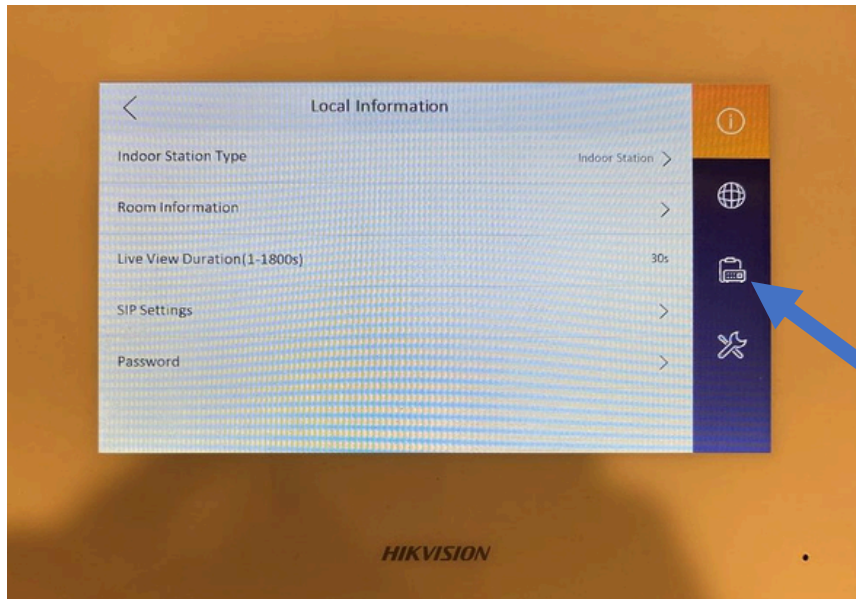 Local Information
Indoor Station Type Indoor Station
Room Information
Live View Duration(1-1800s) 30s
SIP Settings
Password
HIKVISION